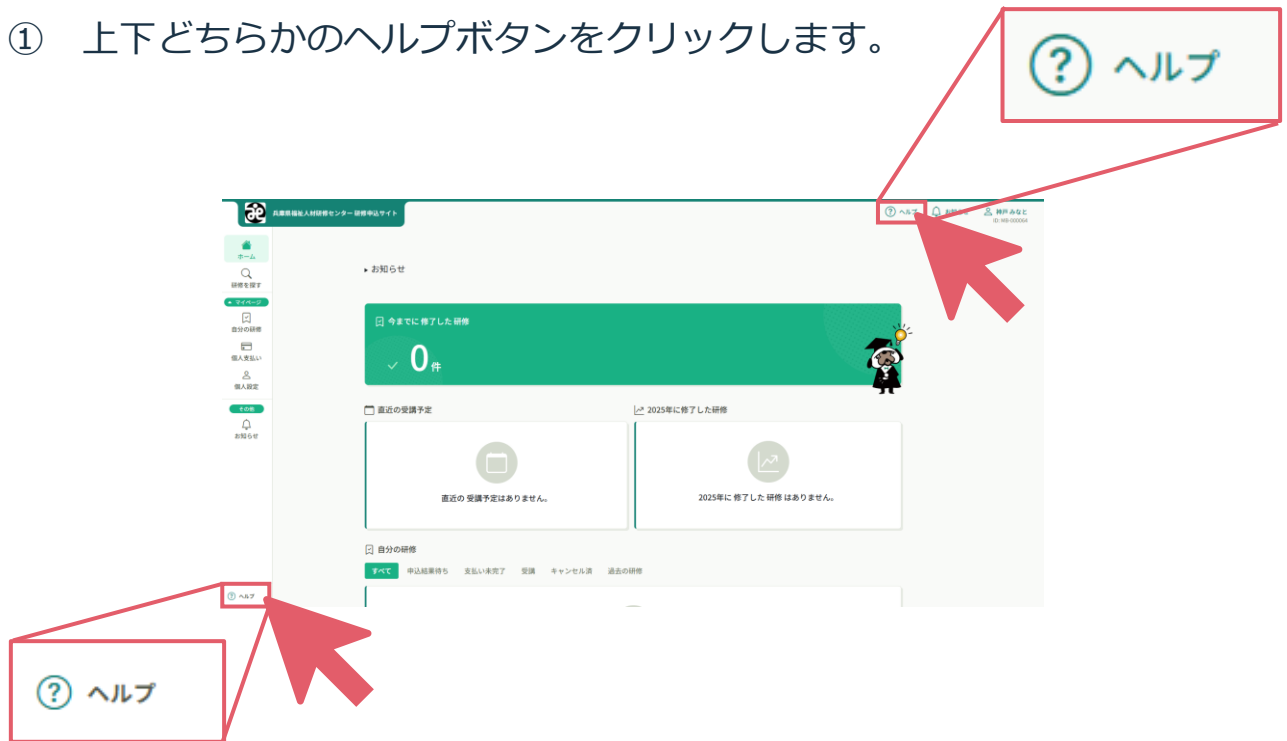 ① 上下どちらかのヘルプボタンをクリックします。
? ヘルプ
兵庫県福祉人材研修センター 研修申込サイト
? ヘルプ
神戸 みなと
ホーム
研修を探す
マイページ
自分の研修
個人支払い
個人設定
その他
お知らせ
? ヘルプ
お知らせ
今までに 修了した 研修
0件
直近の受講予定
2025年に修了した研修
直近の 受講予定はありません。
2025年に 修了した 研修 はありません。
自分の研修
すべて 申込結果待ち 支払い未完了 受講 キャンセル済 過去の研修
? ヘルプ